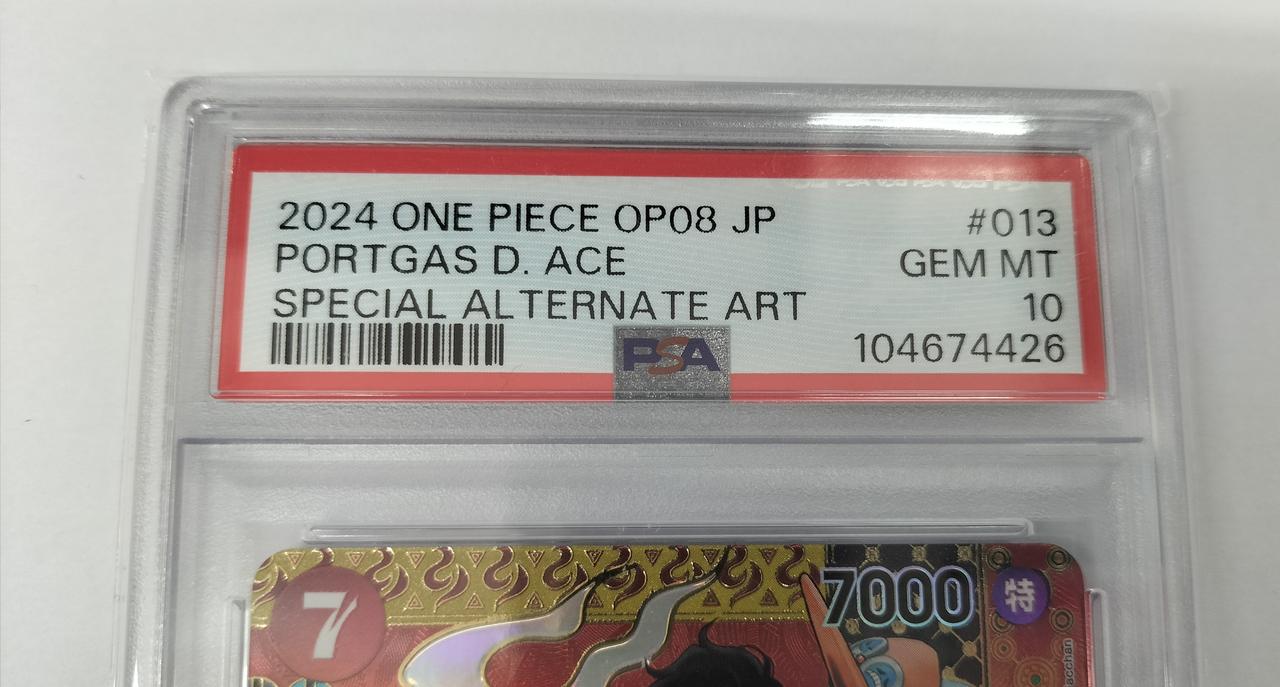 2024 ONE PIECE OP08 JP #013
PORTGAS D. ACE GEM MT
SPECIAL ALTERNATE ART 10
PSA 104674426
7 7000 特
acchan